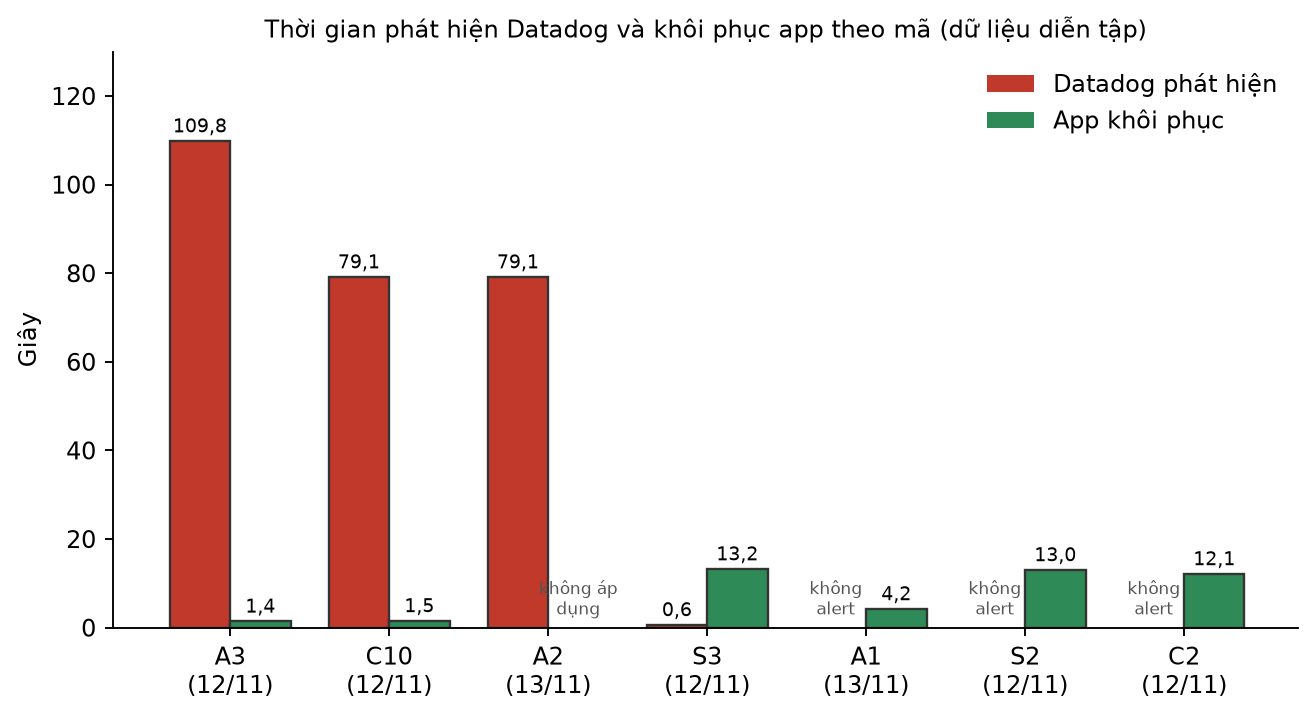 Thời gian phát hiện Datadog và khôi phục app theo mã (dữ liệu diễn tập)
Datadog phát hiện
App khôi phục
Giây
120
100
80
60
40
20
0
109,8
1,4
79,1
1,5
79,1
không áp
dụng
0,6
13,2
không
alert
4,2
không
alert
13,0
không
alert
12,1
A3
(12/11)
C10
(12/11)
A2
(13/11)
S3
(12/11)
A1
(13/11)
S2
(12/11)
C2
(12/11)